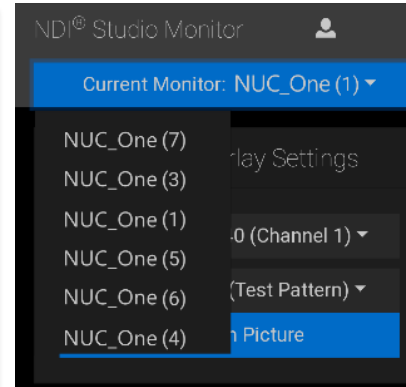 NDI® Studio Monitor
Current Monitor: NUC_One (1)
NUC_One (7)
rlay Settings
NUC_One (3)
NUC_One (1)
0 (Channel 1)
NUC_One (5)
(Test Pattern)
NUC_One (6)
NUC_One (4)
Picture